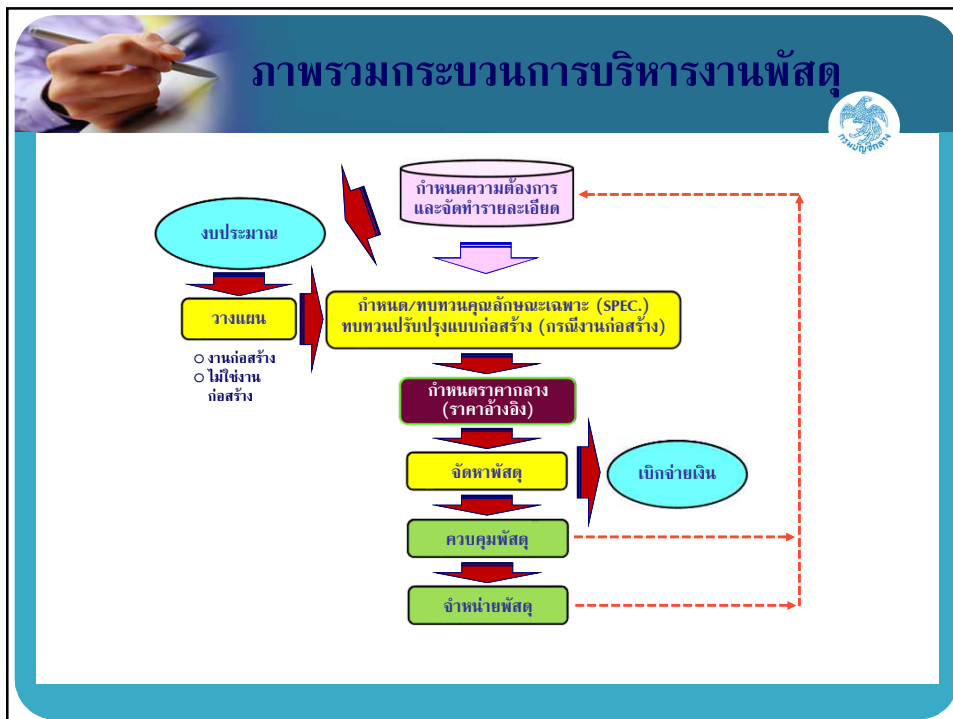 ภาพรวมกระบวนการบริหารงานพัสดุ
กรมบัญชีกลาง
กำหนดความต้องการ
และจัดทำรายละเอียด
งบประมาณ
วางแผน
○ งานก่อสร้าง
○ ไม่ใช่งาน
ก่อสร้าง
กำหนด/ทบทวนคุณลักษณะเฉพาะ (SPEC.)
ทบทวนปรับปรุงแบบก่อสร้าง (กรณีงานก่อสร้าง)
กำหนดราคากลาง
(ราคาอ้างอิง)
จัดหาพัสดุ
เบิกจ่ายเงิน
ควบคุมพัสดุ
จำหน่ายพัสดุ